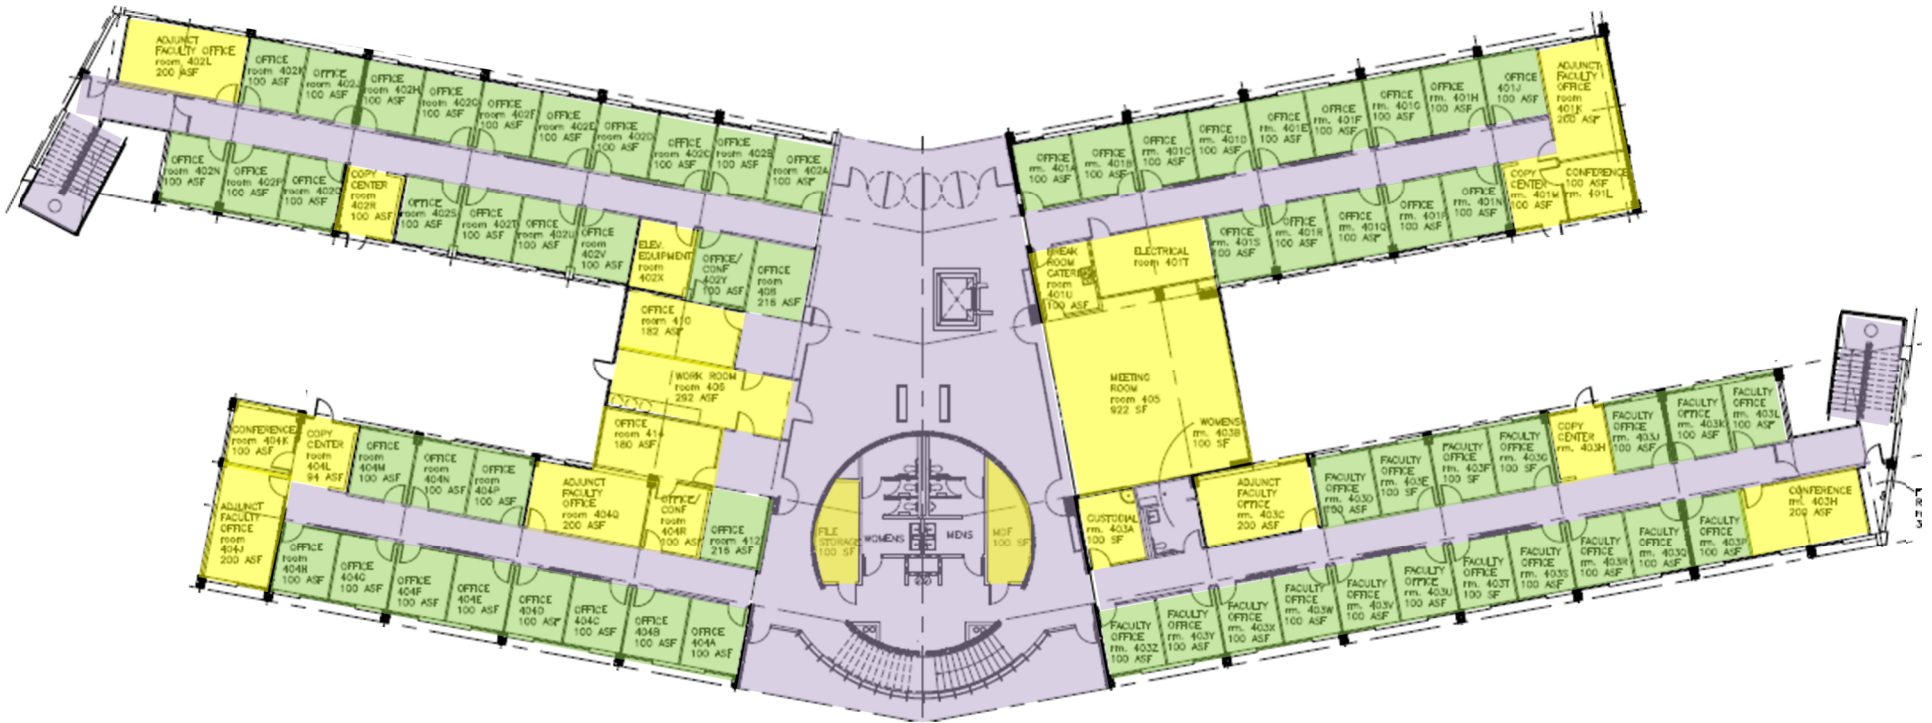 ADJUNCT
FACULTY OFFICE
room 402L
200 ASF
OFFICE
room 402K
100 ASF
OFFICE
room 402J
100 ASF
OFFICE
room 402H
100 ASF
OFFICE
room 402G
100 ASF
OFFICE
room 402F
100 ASF
OFFICE
room 402E
100 ASF
OFFICE
room 402D
100 ASF
OFFICE
room 402C
100 ASF
OFFICE
room 402B
100 ASF
OFFICE
room 402A
100 ASF
OFFICE
room 402N
100 ASF
OFFICE
room 402P
100 ASF
OFFICE
room 402Q
100 ASF
COPY
CENTER
room
402R
100 ASF
OFFICE
room 402S
100 ASF
OFFICE
room 402T
100 ASF
OFFICE
room 402U
100 ASF
OFFICE
room
402V
100 ASF
ELEV.
EQUIPMENT
room
402X
OFFICE/
CONF
402Y
100 ASF
OFFICE
room
408
216 ASF
OFFICE
room 410
182 ASF
WORK ROOM
room 406
292 ASF
OFFICE
room 414
180 ASF
OFFICE
rm. 401A
100 ASF
OFFICE
rm. 401B
100 ASF
OFFICE
rm. 401C
100 ASF
OFFICE
rm. 401D
100 ASF
OFFICE
rm. 401E
100 ASF
OFFICE
rm. 401F
100 ASF
OFFICE
rm. 401G
100 ASF
OFFICE
rm. 401H
100 ASF
OFFICE
401J
100 ASF
ADJUNCT
FACULTY
OFFICE
room
401K
200 ASF
COPY
CENTER
rm. 401M
100 ASF
CONFERENCE
100 ASF
rm. 401L
OFFICE
rm. 401N
100 ASF
OFFICE
rm. 401P
100 ASF
OFFICE
rm. 401Q
100 ASF
OFFICE
rm. 401R
100 ASF
OFFICE
rm. 401S
100 ASF
ELECTRICAL
room 401T
BREAK
ROOM
CATERING
room
401U
100 ASF
MEETING
ROOM
room 405
922 SF
WOMENS
rm. 403B
100 SF
CONFERENCE
room 404K
100 ASF
COPY
CENTER
room
404L
94 ASF
OFFICE
room
404M
100 ASF
OFFICE
room
404N
100 ASF
OFFICE
room
404P
100 ASF
ADJUNCT
FACULTY
OFFICE
room 404Q
200 ASF
OFFICE/
CONF
room
404R
100 ASF
OFFICE
room 412
216 ASF
ADJUNCT
FACULTY
OFFICE
room
404J
200 ASF
OFFICE
room
404H
100 ASF
OFFICE
404G
100 ASF
OFFICE
404F
100 ASF
OFFICE
404E
100 ASF
OFFICE
404D
100 ASF
OFFICE
404C
100 ASF
OFFICE
404B
100 ASF
OFFICE
404A
100 ASF
FILE
STORAGE
100 SF
WOMENS
MENS
MDF
100 SF
CUSTODIAL
rm. 403A
100 SF
ADJUNCT
FACULTY
OFFICE
rm. 403C
200 ASF
FACULTY
OFFICE
rm. 403D
100 ASF
FACULTY
OFFICE
rm. 403E
100 SF
FACULTY
OFFICE
rm. 403F
100 SF
FACULTY
OFFICE
rm. 403G
100 SF
COPY
CENTER
rm. 403H
FACULTY
OFFICE
rm. 403J
100 ASF
FACULTY
OFFICE
rm. 403K
100 ASF
FACULTY
OFFICE
rm. 403L
100 ASF
CONFERENCE
rm. 403H
200 ASF
FACULTY
OFFICE
rm. 403P
100 ASF
FACULTY
OFFICE
rm. 403Q
100 ASF
FACULTY
OFFICE
rm. 403R
100 ASF
FACULTY
OFFICE
rm. 403S
100 ASF
FACULTY
OFFICE
rm. 403T
100 SF
FACULTY
OFFICE
rm. 403U
100 ASF
FACULTY
OFFICE
rm. 403V
100 ASF
FACULTY
OFFICE
rm. 403W
100 ASF
FACULTY
OFFICE
rm. 403X
100 ASF
FACULTY
OFFICE
rm. 403Y
100 ASF
FACULTY
OFFICE
rm. 403Z
100 ASF